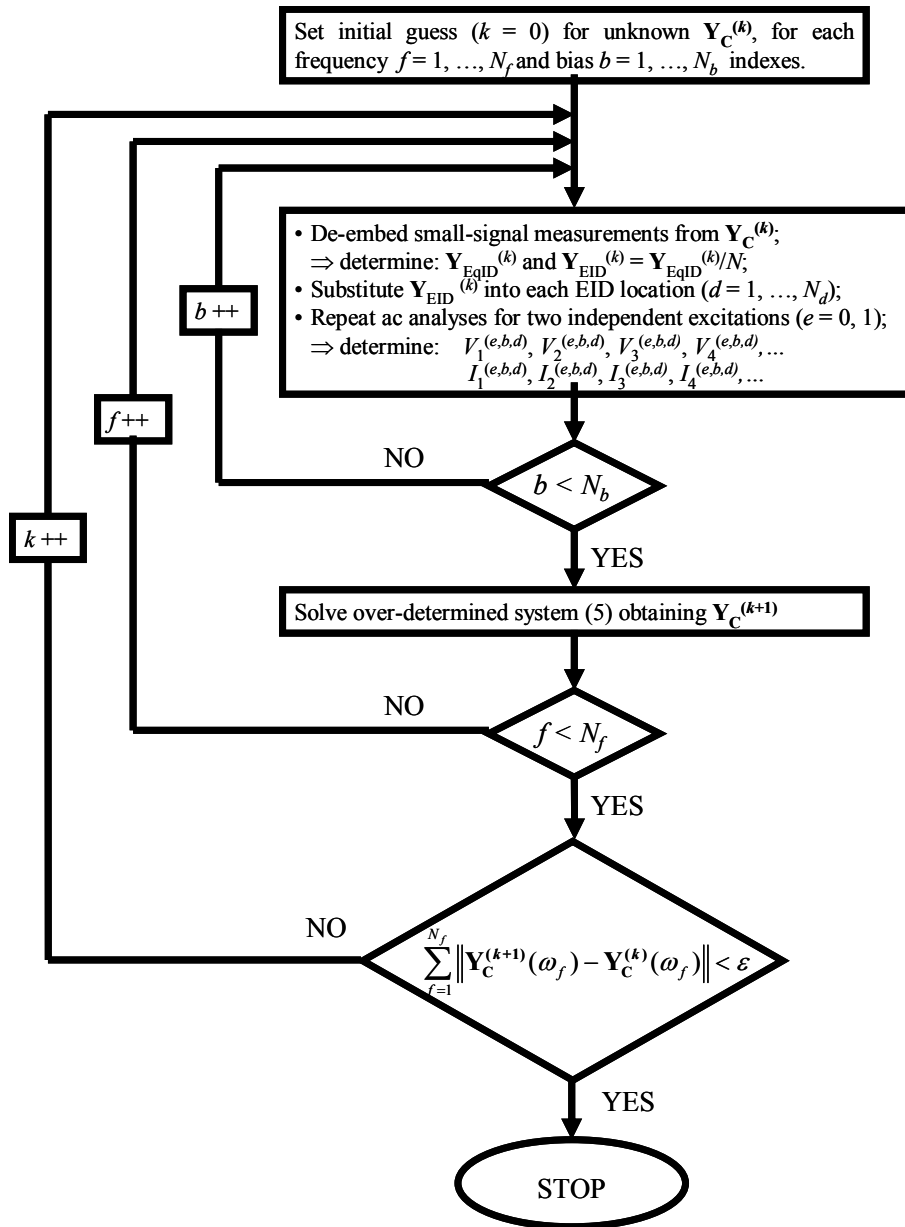 Set initial guess (k = 0) for unknown Y_C^(k), for each
frequency f = 1, …, N_f and bias b = 1, …, N_b indexes.
• De-embed small-signal measurements from Y_C^(k);
⇒ determine: Y_EqID^(k) and Y_EID^(k) = Y_EqID^(k)/N;
• Substitute Y_EID^(k) into each EID location (d = 1, …, N_d);
• Repeat ac analyses for two independent excitations (e = 0, 1);
⇒ determine: V_1^(e,b,d), V_2^(e,b,d), V_3^(e,b,d), V_4^(e,b,d), …
I_1^(e,b,d), I_2^(e,b,d), I_3^(e,b,d), I_4^(e,b,d), …
b ++
f ++
k ++
NO
b < N_b
YES
Solve over-determined system (5) obtaining Y_C^(k+1)
NO
f < N_f
YES
NO
∑_{f=1}^{N_f} ‖Y_C^(k+1)(ω_f) − Y_C^(k)(ω_f)‖ < ε
YES
STOP